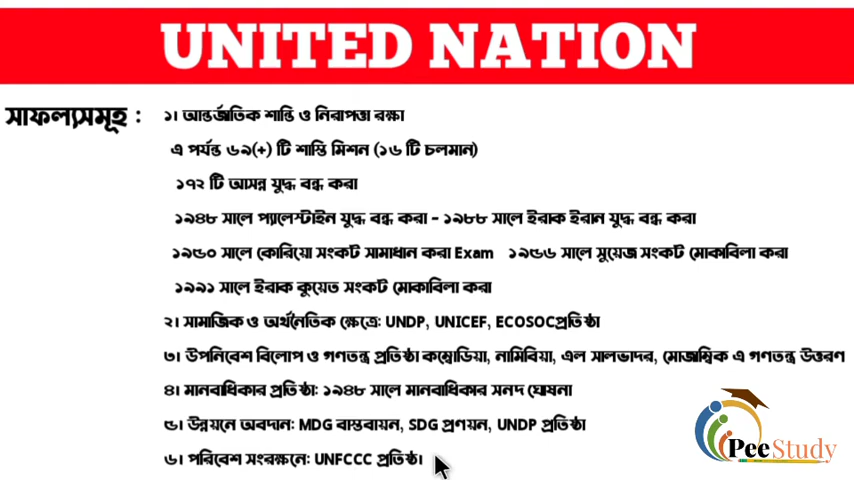 UNITED NATION
সাফল্যসমূহ : ১। আন্তর্জাতিক শান্তি ও নিরাপত্তা রক্ষা
এ পর্যন্ত ৬৯(+) টি শান্তি মিশন (১৬ টি চলমান)
১৭২ টি আসন্ন যুদ্ধ বন্ধ করা
১৯৪৮ সালে প্যালেস্টাইন যুদ্ধ বন্ধ করা - ১৯৮৮ সালে ইরাক ইরান যুদ্ধ বন্ধ করা
১৯৫০ সালে কোরিয়ো সংকট সামাধান করা Exam ১৯৫৬ সালে সুয়েজ সংকট মোকাবিলা করা
১৯৯১ সালে ইরাক কুয়েত সংকট মোকাবিলা করা
২। সামাজিক ও অর্থনৈতিক ক্ষেত্রে: UNDP, UNICEF, ECOSOCপ্রতিষ্ঠা
৩। উপনিবেশ বিলোপ ও গণতন্ত্র প্রতিষ্ঠা কম্বোডিয়া, নামিবিয়া, এল সালভাদর, মোজাম্বিক এ গণতন্ত্র উত্তরণ
৪। মানবাধিকার প্রতিষ্ঠা: ১৯৪৮ সালে মানবাধিকার সনদ ঘোষনা
৫। উন্নয়নে অবদান: MDG বাস্তবায়ন, SDG প্রণয়ন, UNDP প্রতিষ্ঠা
৬। পরিবেশ সংরক্ষনে: UNFCCC প্রতিষ্ঠ।
PeeStudy